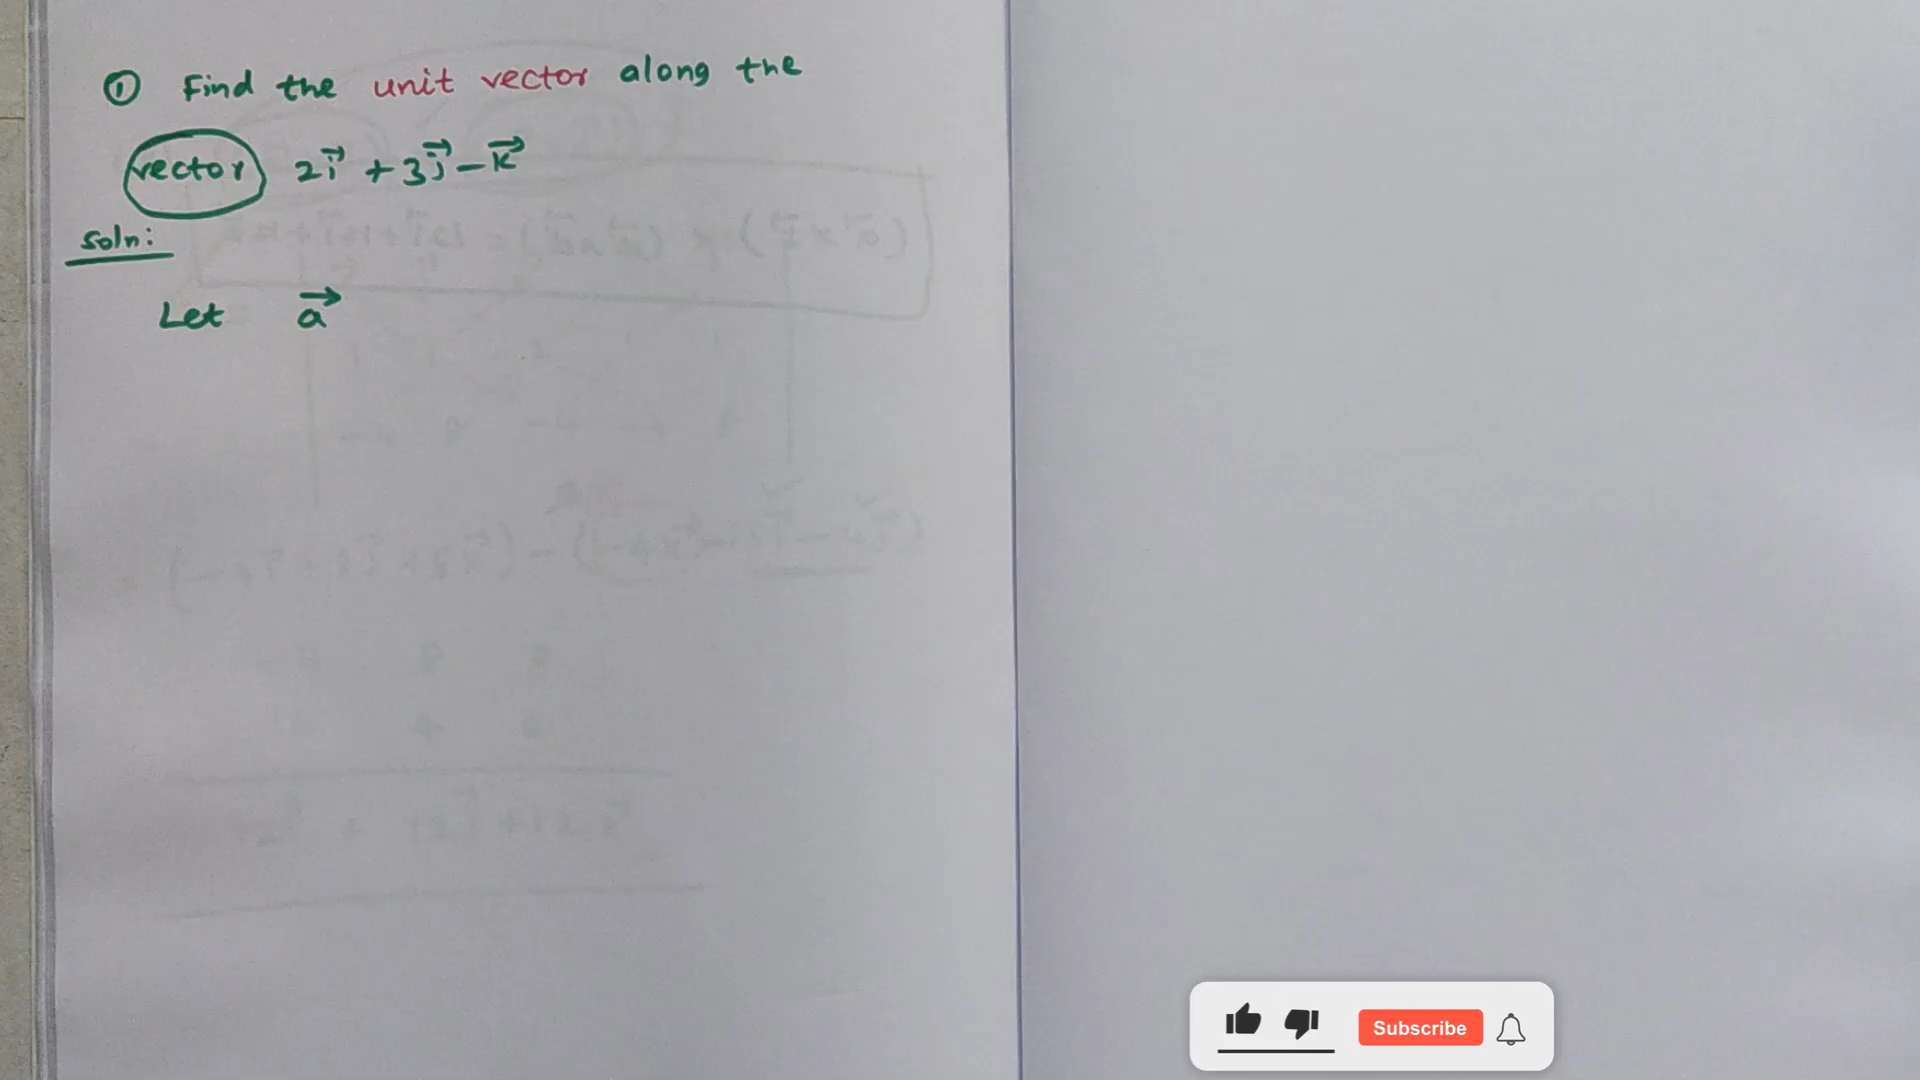 ① Find the unit vector along the
vector 2i⃗ + 3j⃗ - k⃗
Soln:
Let a⃗
Subscribe